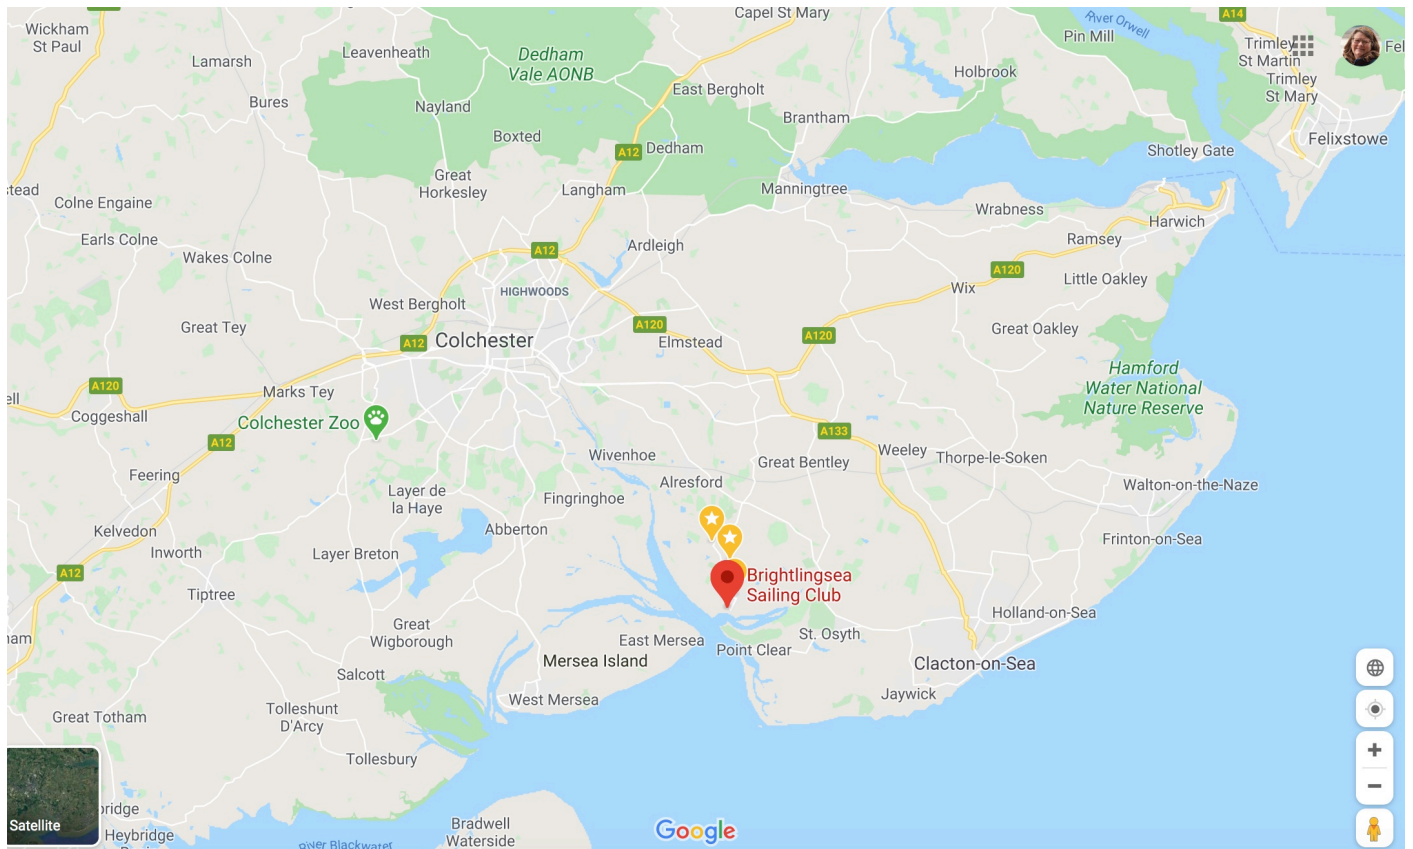 Capel St Mary
A14
River Orwell
Wickham
St Paul
Pin Mill
Leavenheath
Dedham
Vale AONB
Trimley
St Martin
Fel
Lamarsh
Holbrook
Trimley
St Mary
East Bergholt
Bures
Nayland
Brantham
Boxted
Felixstowe
A12
Dedham
Shotley Gate
Great
Horkesley
Langham
Manningtree
stead
Colne Engaine
Wrabness
Harwich
Earls Colne
Ardleigh
Ramsey
A12
Wakes Colne
A120
Little Oakley
HIGHWOODS
Wix
West Bergholt
Great Tey
A120
Great Oakley
A12
Colchester
Elmstead
A120
Hamford
Water National
Nature Reserve
A120
Marks Tey
ell
Coggeshall
Colchester Zoo
A12
A133
Wivenhoe
Great Bentley
Weeley
Thorpe-le-Soken
Feering
Alresford
Walton-on-the-Naze
Layer de
la Haye
Fingringhoe
Kelvedon
Abberton
Frinton-on-Sea
Inworth
Layer Breton
A12
Brightlingsea
Sailing Club
Tiptree
Holland-on-Sea
Great
Wigborough
St. Osyth
ham
East Mersea
Point Clear
Mersea Island
Clacton-on-Sea
Salcott
Jaywick
West Mersea
Great Totham
Tolleshunt
D'Arcy
Tollesbury
bridge
Satellite
Heybridge
Bradwell
Waterside
Google
River Blackwater